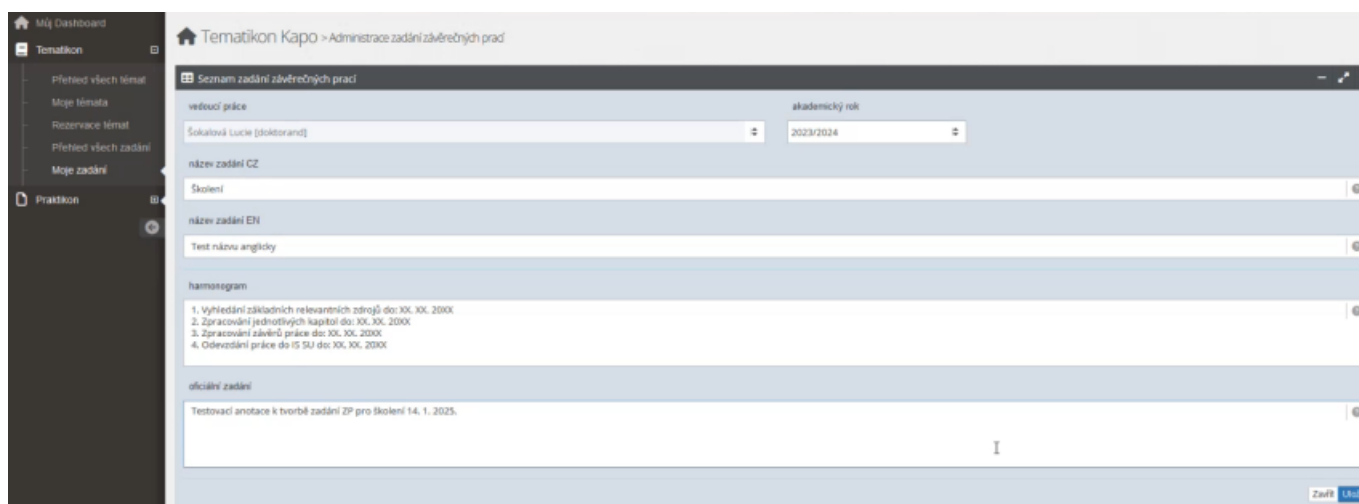 Můj Dashboard
Tematikon
Přehled všech témat
Moje témata
Rezervace témat
Přehled všech zadání
Moje zadání
Praktikon
Tematikon Kapo > Administrace zadání závěrečných prací
Seznam zadání závěrečných prací
vedoucí práce
akademický rok
Šokalová Lucie [doktorand]
2023/2024
název zadání CZ
Školení
název zadání EN
Test názvu anglicky
harmonogram
1. Vyhledání základních relevantních zdrojů do: XX. XX. 20XX
2. Zpracování jednotlivých kapitol do: XX. XX. 20XX
3. Zpracování závěrů práce do: XX. XX. 20XX
4. Odevzdání práce do IS SU do: XX. XX. 20XX
oficiální zadání
Testovací anotace k tvorbě zadání ZP pro školení 14. 1. 2025.
Zavřít